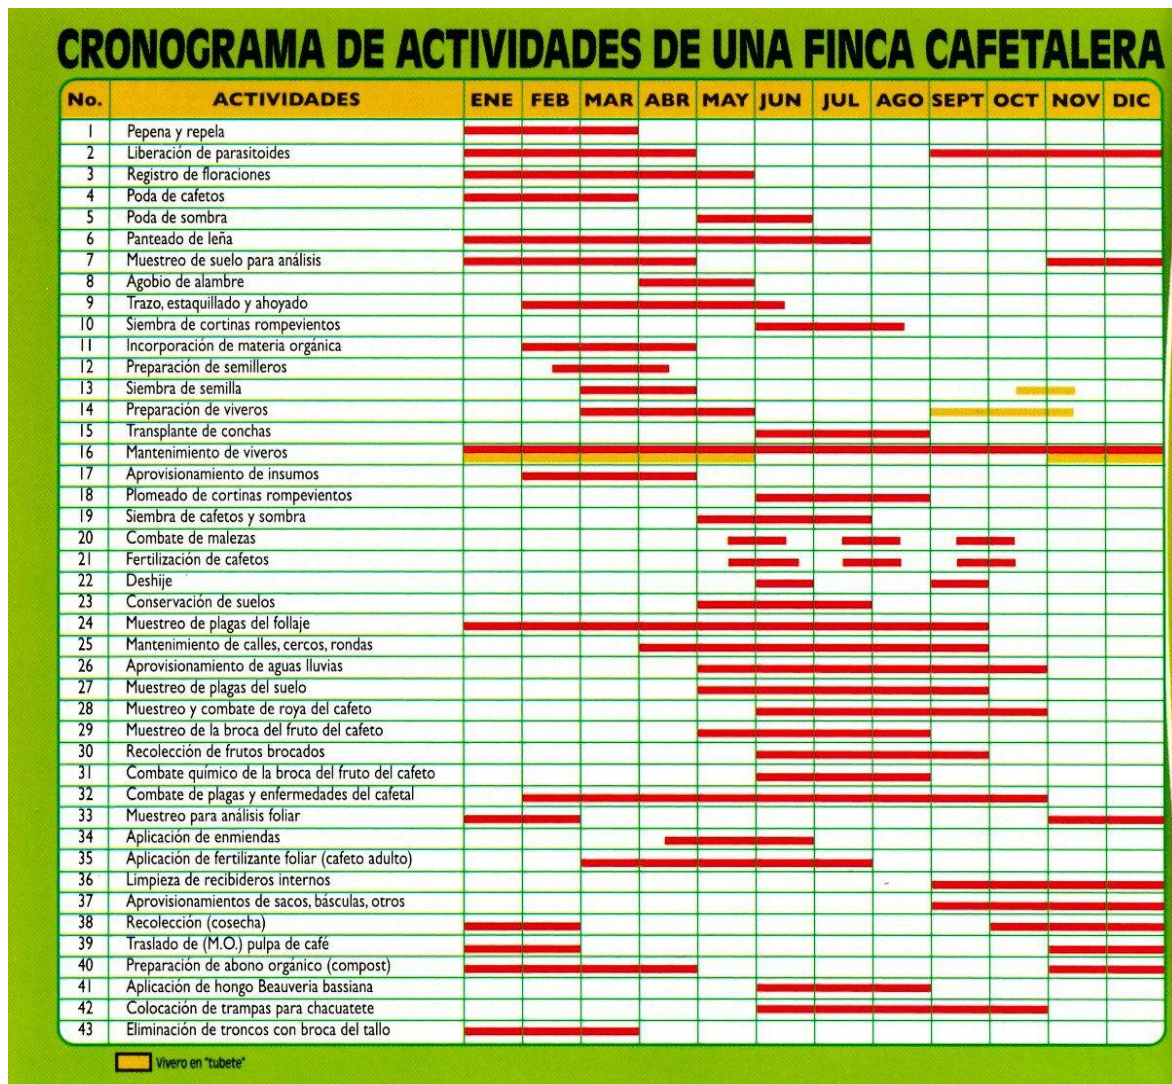 CRONOGRAMA DE ACTIVIDADES DE UNA FINCA CAFETALERA
No. ACTIVIDADES ENE FEB MAR ABR MAY JUN JUL AGO SEPT OCT NOV DIC
1 Pepena y repela
2 Liberación de parasitoides
3 Registro de floraciones
4 Poda de cafetos
5 Poda de sombra
6 Panteado de leña
7 Muestreo de suelo para análisis
8 Agobio de alambre
9 Trazo, estaquillado y ahoyado
10 Siembra de cortinas rompevientos
11 Incorporación de materia orgánica
12 Preparación de semilleros
13 Siembra de semilla
14 Preparación de viveros
15 Transplante de conchas
16 Mantenimiento de viveros
17 Aprovisionamiento de insumos
18 Plomeado de cortinas rompevientos
19 Siembra de cafetos y sombra
20 Combate de malezas
21 Fertilización de cafetos
22 Deshije
23 Conservación de suelos
24 Muestreo de plagas del follaje
25 Mantenimiento de calles, cercos, rondas
26 Aprovisionamiento de aguas lluvias
27 Muestreo de plagas del suelo
28 Muestreo y combate de roya del cafeto
29 Muestreo de la broca del fruto del cafeto
30 Recolección de frutos brocados
31 Combate químico de la broca del fruto del cafeto
32 Combate de plagas y enfermedades del cafetal
33 Muestreo para análisis foliar
34 Aplicación de enmiendas
35 Aplicación de fertilizante foliar (cafeto adulto)
36 Limpieza de recibideros internos
37 Aprovisionamientos de sacos, básculas, otros
38 Recolección (cosecha)
39 Traslado de (M.O.) pulpa de café
40 Preparación de abono orgánico (compost)
41 Aplicación de hongo Beauveria bassiana
42 Colocación de trampas para chacuatete
43 Eliminación de troncos con broca del tallo
Vivero en "tubete"